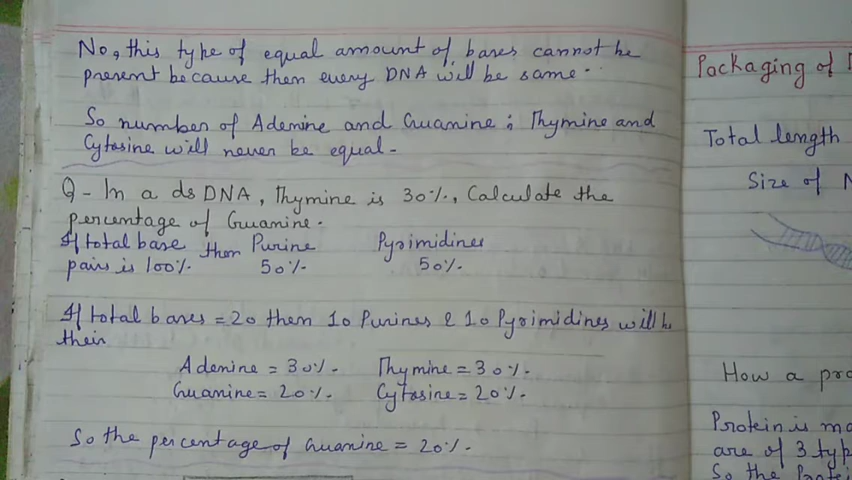 No, this type of equal amount of bases cannot be
present because then every DNA will be same.
So number of Adenine and Guanine ; Thymine and
Cytosine will never be equal.
Q - In a ds DNA, Thymine is 30%, Calculate the
percentage of Guanine.
If total base then Purine Pyrimidines
pairs is 100%. 50%. 50%.
If total bases = 20 then 10 Purines & 10 Pyrimidines will be
their
Adenine = 30%. Thymine = 30%.
Guanine = 20%. Cytosine = 20%.
So the percentage of Guanine = 20%.
Packaging of
Total length
Size of
How a
Protein is
are of 3
So the